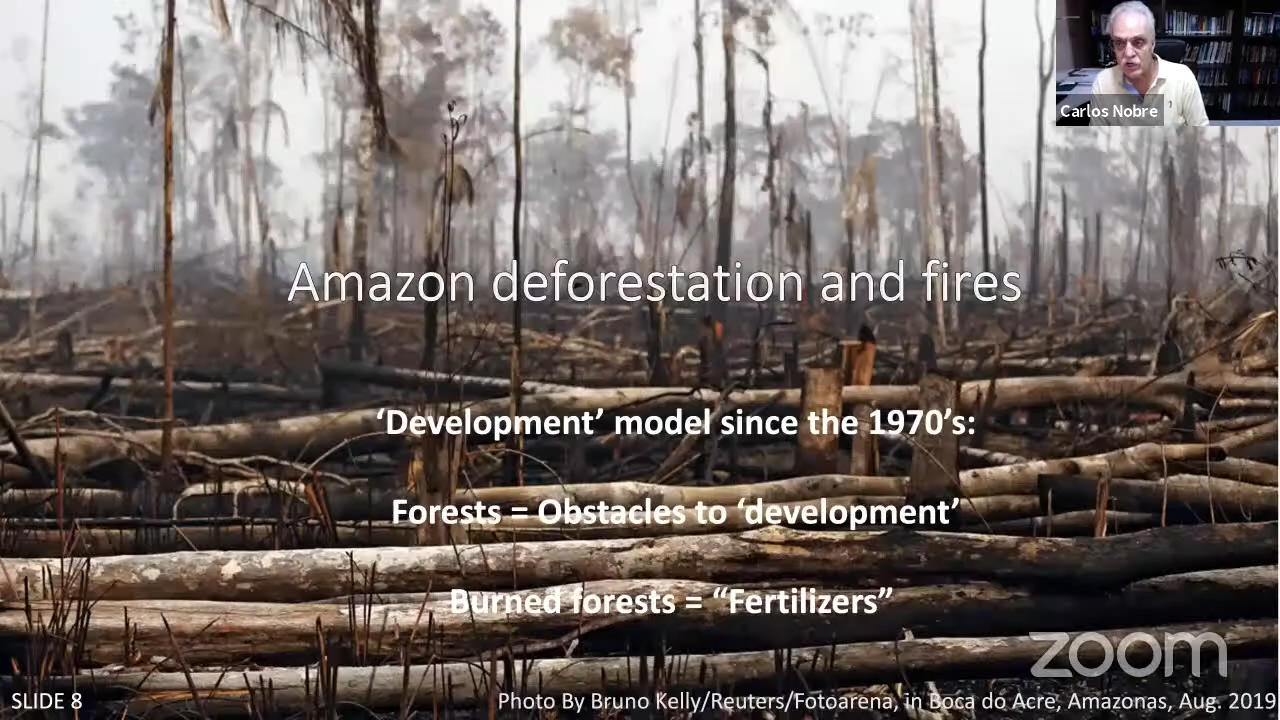 Carlos Nobre
Amazon deforestation and fires
‘Development’ model since the 1970’s:
Forests = Obstacles to ‘development’
Burned forests = “Fertilizers”
zoom
SLIDE 8
Photo By Bruno Kelly/Reuters/Fotoarena, in Boca do Acre, Amazonas, Aug. 2019